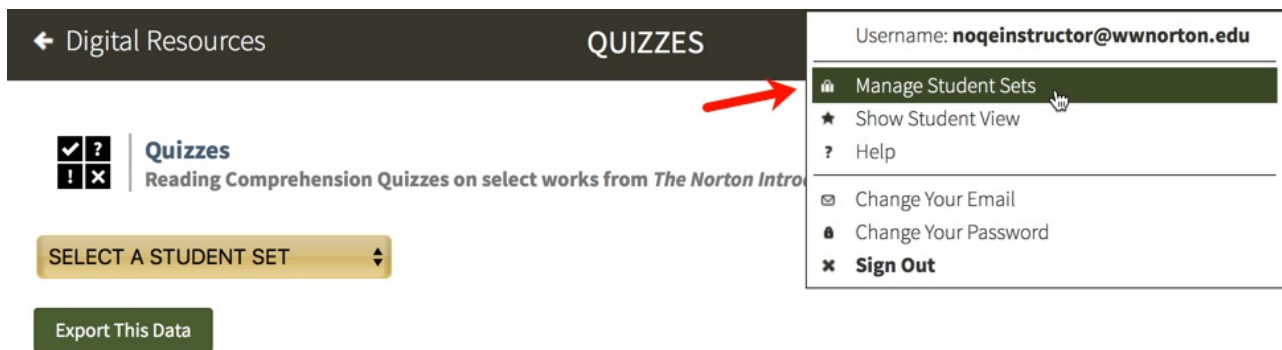 Digital Resources
QUIZZES
Username: noqeinstructor@wwnorton.edu
Manage Student Sets
Show Student View
? Help
Change Your Email
Change Your Password
Sign Out
Quizzes
Reading Comprehension Quizzes on select works from The Norton Introd
SELECT A STUDENT SET
Export This Data